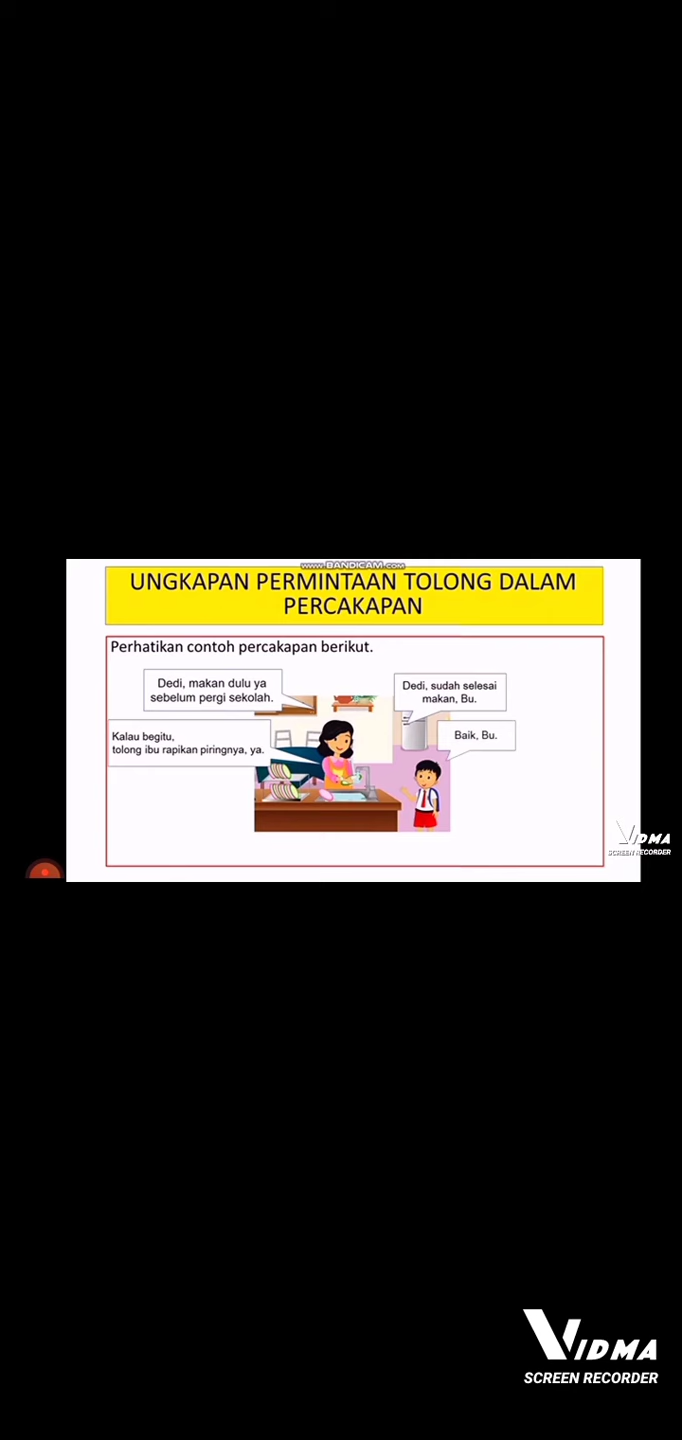 WWW.BANDICAM.COM
UNGKAPAN PERMINTAAN TOLONG DALAM
PERCAKAPAN
Perhatikan contoh percakapan berikut.
Dedi, makan dulu ya
sebelum pergi sekolah.
Dedi, sudah selesai
makan, Bu.
Kalau begitu,
tolong ibu rapikan piringnya, ya.
Baik, Bu.
VIDMA
SCREEN RECORDER
VIDMA
SCREEN RECORDER